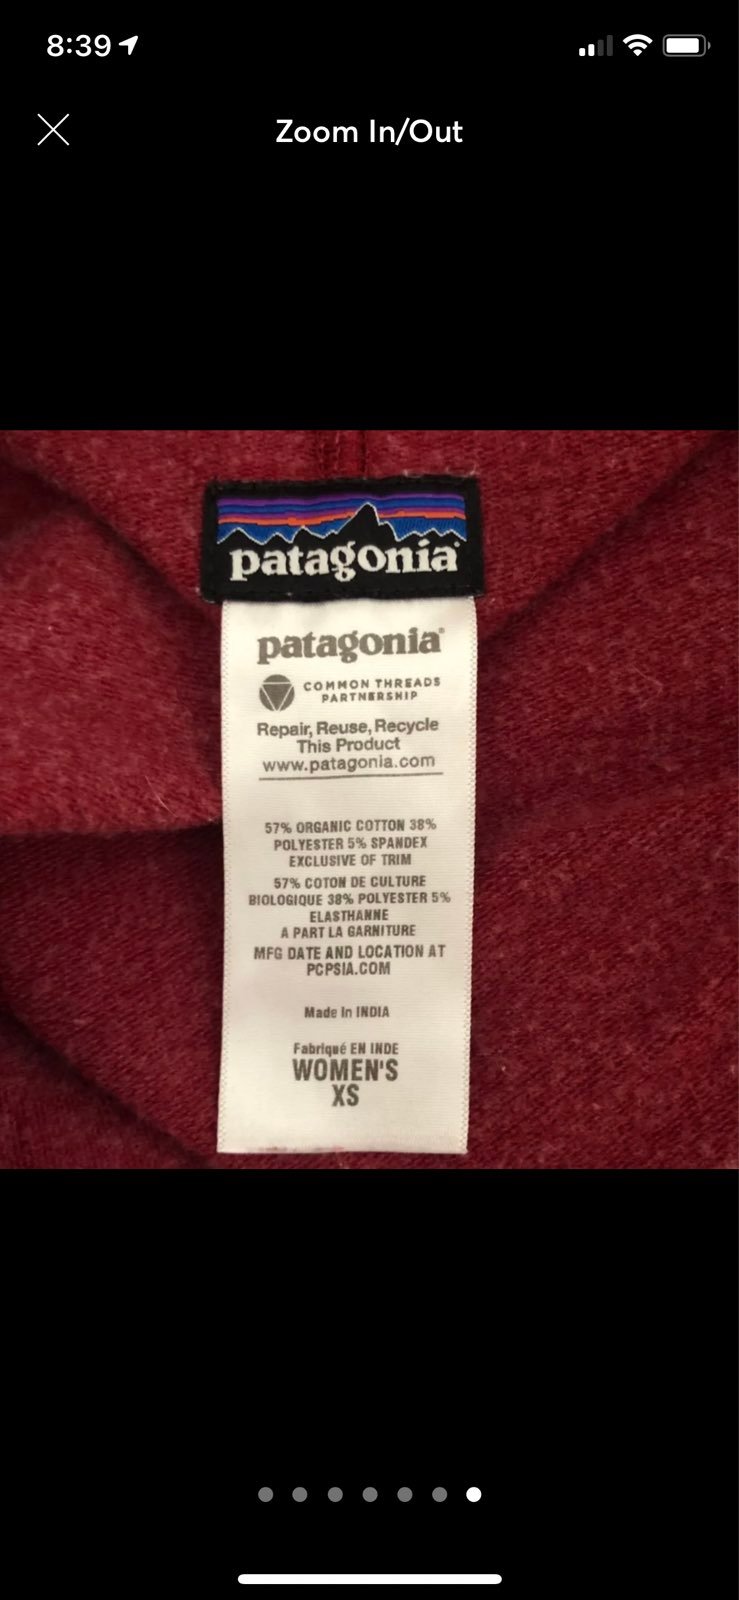 8:39
Zoom In/Out
patagonia
patagonia®
COMMON THREADS
PARTNERSHIP
Repair, Reuse, Recycle
This Product
www.patagonia.com
57% ORGANIC COTTON 38%
POLYESTER 5% SPANDEX
EXCLUSIVE OF TRIM
57% COTON DE CULTURE
BIOLOGIQUE 38% POLYESTER 5%
ELASTHANNE
A PART LA GARNITURE
MFG DATE AND LOCATION AT
PCPSIA.COM
Made In INDIA
Fabriqué EN INDE
WOMEN'S
XS